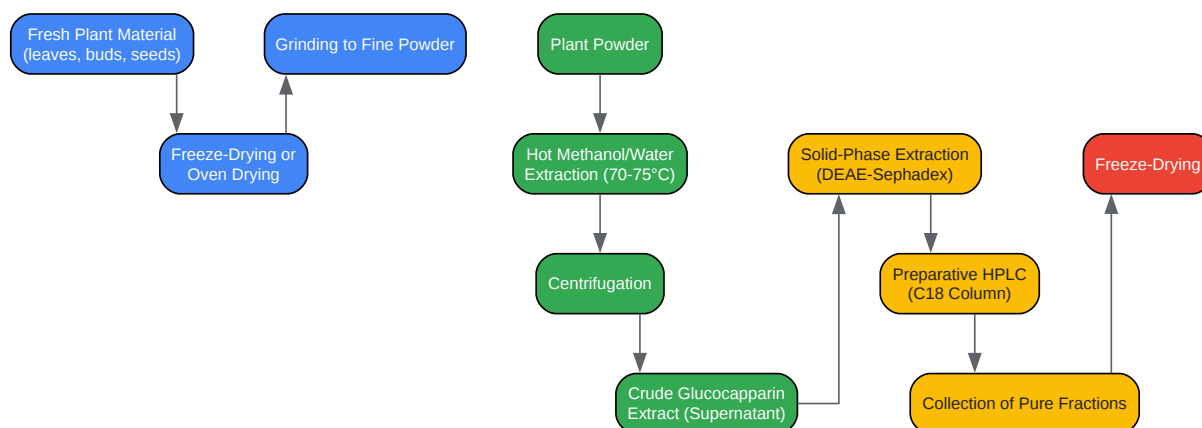 Fresh Plant Material
(leaves, buds, seeds)
Freeze-Drying or
Oven Drying
Grinding to Fine Powder
Plant Powder
Hot Methanol/Water
Extraction (70-75°C)
Centrifugation
Crude Glucocapparin
Extract (Supernatant)
Solid-Phase Extraction
(DEAE-Sephadex)
Preparative HPLC
(C18 Column)
Collection of Pure Fractions
Freeze-Drying